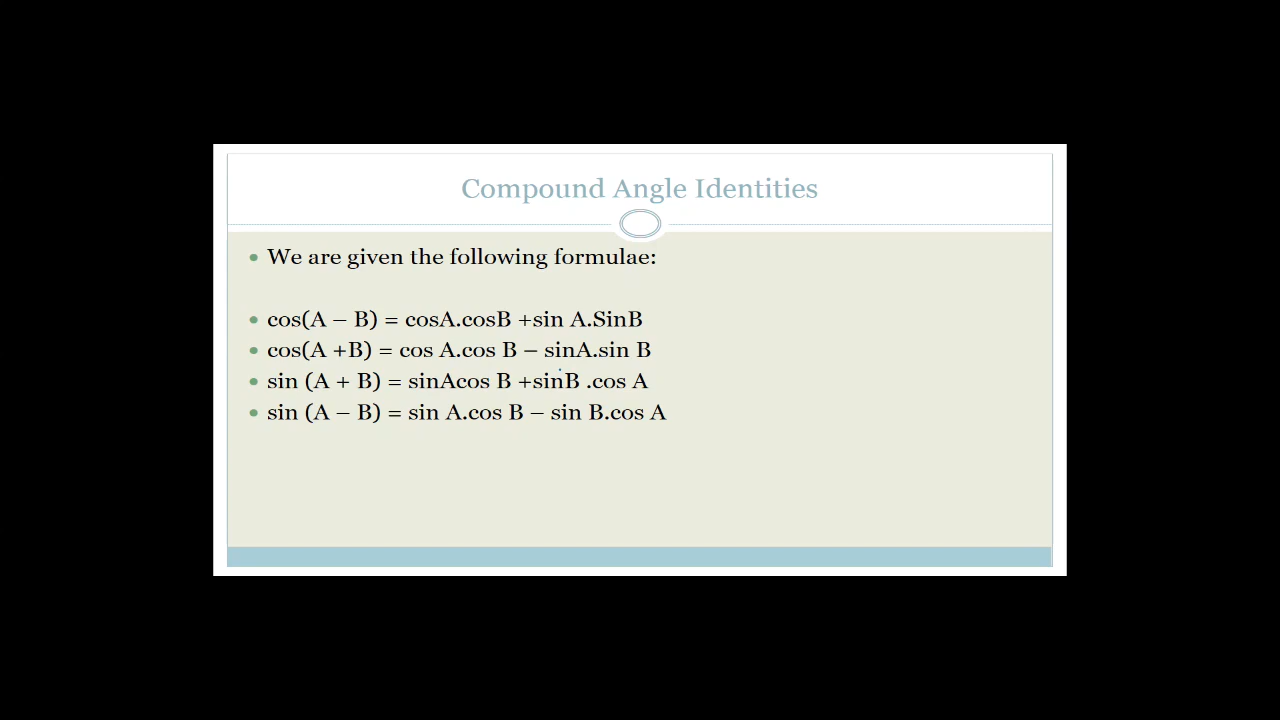 Compound Angle Identities
We are given the following formulae:
cos(A – B) = cosA.cosB +sin A.SinB
cos(A +B) = cos A.cos B – sinA.sin B
sin (A + B) = sinAcos B +sinB .cos A
sin (A – B) = sin A.cos B – sin B.cos A